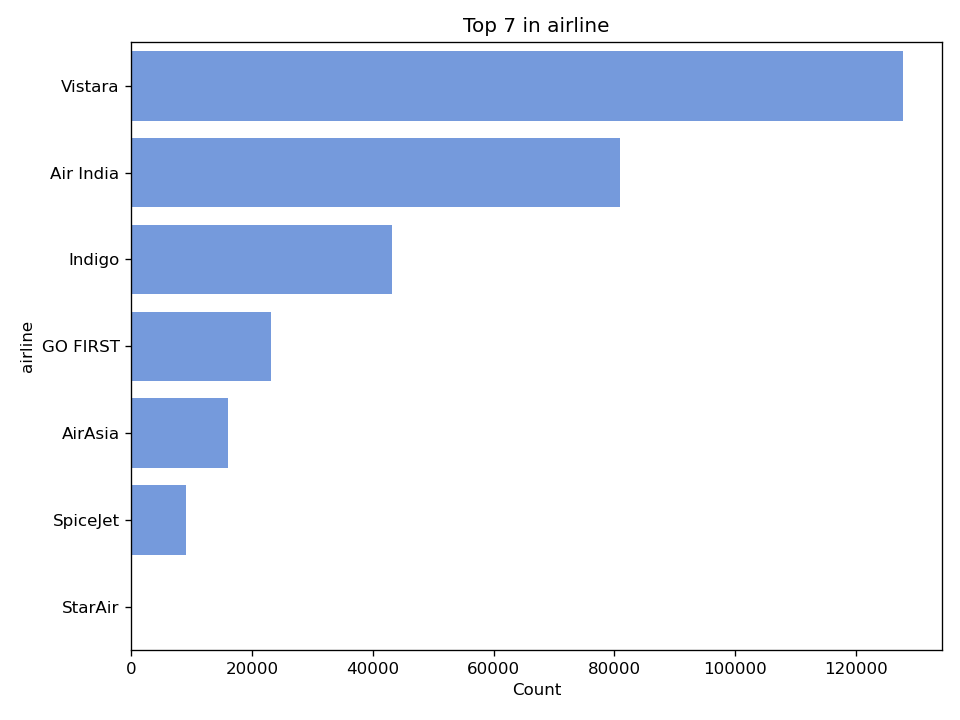 Top 7 in airline
airline
Vistara
Air India
Indigo
GO FIRST
AirAsia
SpiceJet
StarAir
0 20000 40000 60000 80000 100000 120000
Count